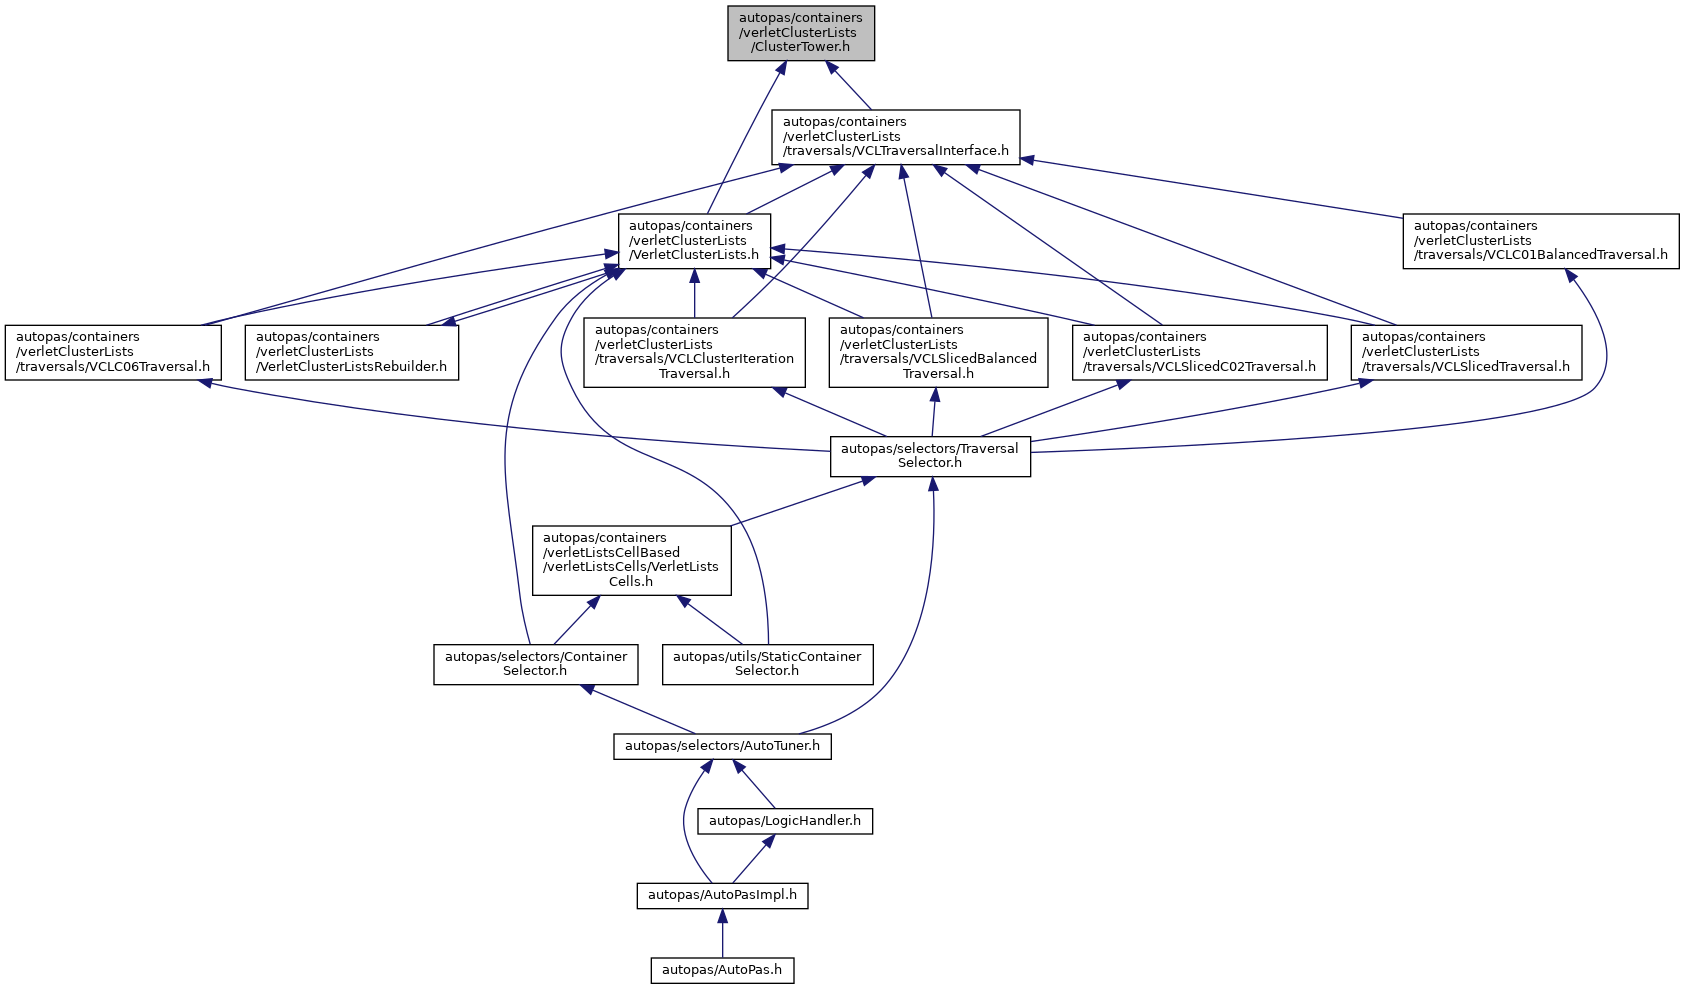 autopas/containers
/verletClusterLists
/ClusterTower.h
autopas/containers
/verletClusterLists
/traversals/VCLTraversalInterface.h
autopas/containers
/verletClusterLists
/VerletClusterLists.h
autopas/containers
/verletClusterLists
/traversals/VCLC01BalancedTraversal.h
autopas/containers
/verletClusterLists
/traversals/VCLC06Traversal.h
autopas/containers
/verletClusterLists
/VerletClusterListsRebuilder.h
autopas/containers
/verletClusterLists
/traversals/VCLClusterIteration
Traversal.h
autopas/containers
/verletClusterLists
/traversals/VCLSlicedBalanced
Traversal.h
autopas/containers
/verletClusterLists
/traversals/VCLSlicedC02Traversal.h
autopas/containers
/verletClusterLists
/traversals/VCLSlicedTraversal.h
autopas/selectors/Traversal
Selector.h
autopas/containers
/verletListsCellBased
/verletListsCells/VerletLists
Cells.h
autopas/selectors/Container
Selector.h
autopas/utils/StaticContainer
Selector.h
autopas/selectors/AutoTuner.h
autopas/LogicHandler.h
autopas/AutoPasImpl.h
autopas/AutoPas.h